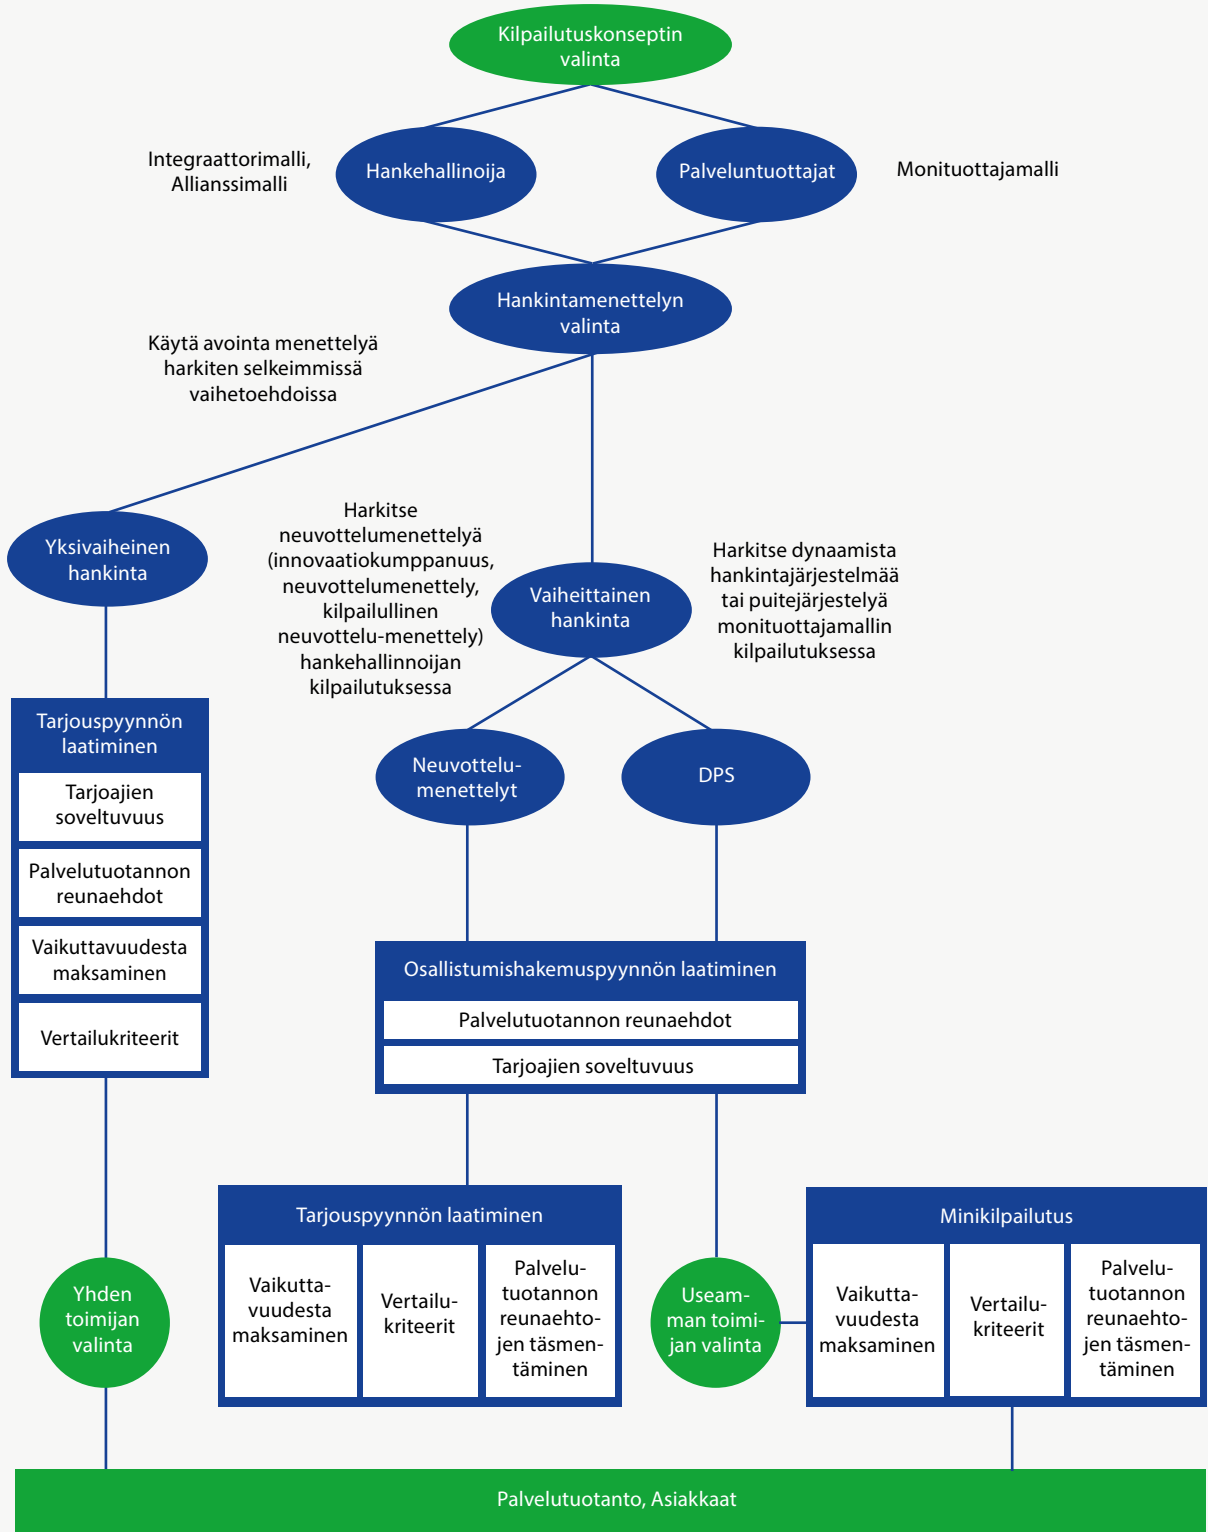 Kilpailutuskonseptin
valinta
Integraattorimalli,
Allianssimalli
Hankehallinoija
Palveluntuottajat
Monituottajamalli
Hankintamenettelyn
valinta
Käytä avointa menettelyä
harkiten selkeimmissä
vaihetoehdoissa
Yksivaiheinen
hankinta
Harkitse
neuvottelumenettelyä
(innovaatiokumppanuus,
neuvottelumenettely,
kilpailullinen
neuvottelu-menettely)
hankehallinnoijan
kilpailutuksessa
Vaiheittainen
hankinta
Harkitse dynaamista
hankintajärjestelmää
tai puitejärjestelyä
monituottajamallin
kilpailutuksessa
Tarjouspyynnön
laatiminen
Tarjoajien
soveltuvuus
Palvelutuotannon
reunaehdot
Vaikuttavuudesta
maksaminen
Vertailukriteerit
Neuvottelu-
menettelyt
DPS
Osallistumishakemuspyynnön laatiminen
Palvelutuotannon reunaehdot
Tarjoajien soveltuvuus
Yhden
toimijan
valinta
Tarjouspyynnön laatiminen
Vaikutta-
vuudesta
maksaminen
Vertailu-
kriteerit
Palvelu-
tuotannon
reunaehto-
jen täsmen-
täminen
Useam-
man toimi-
jan valinta
Minikilpailutus
Vaikutta-
vuudesta
maksaminen
Vertailu-
kriteerit
Palvelu-
tuotannon
reunaehto-
jen täsmen-
täminen
Palvelutuotanto, Asiakkaat